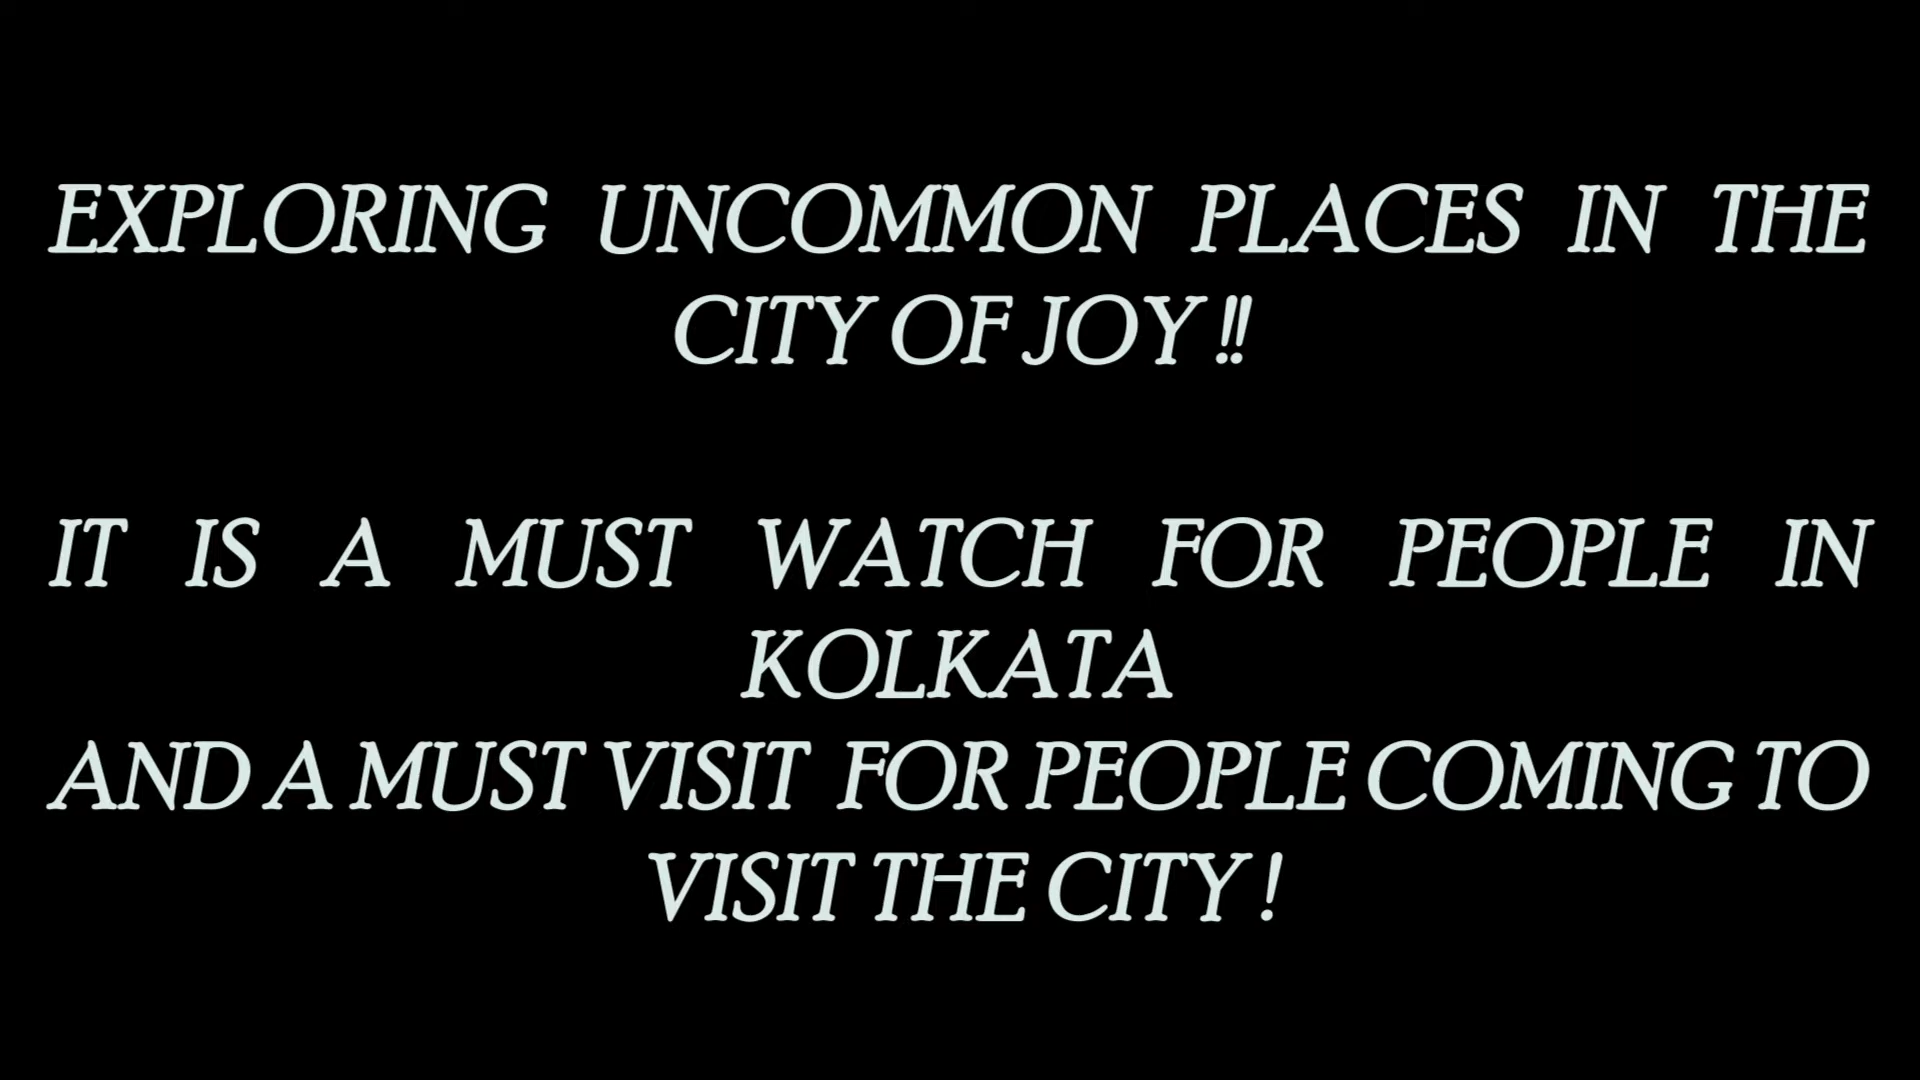 EXPLORING UNCOMMON PLACES IN THE
CITY OF JOY !!
IT IS A MUST WATCH FOR PEOPLE IN
KOLKATA
AND A MUST VISIT FOR PEOPLE COMING TO
VISIT THE CITY !